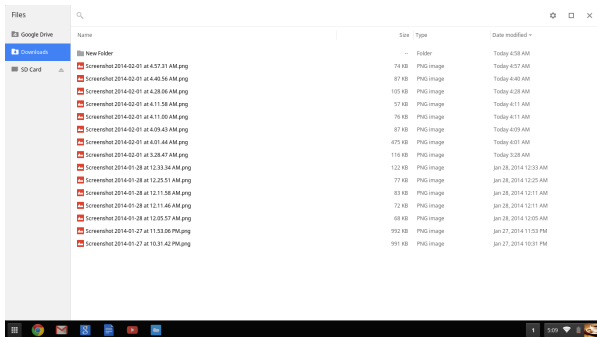 Files
Google Drive
Downloads
SD Card
Name Size Type Date modified
New Folder -- Folder Today 4:58 AM
Screenshot 2014-02-01 at 4.57.31 AM.png 74 KB PNG image Today 4:57 AM
Screenshot 2014-02-01 at 4.40.56 AM.png 87 KB PNG image Today 4:40 AM
Screenshot 2014-02-01 at 4.28.06 AM.png 105 KB PNG image Today 4:28 AM
Screenshot 2014-02-01 at 4.11.58 AM.png 57 KB PNG image Today 4:11 AM
Screenshot 2014-02-01 at 4.11.00 AM.png 76 KB PNG image Today 4:11 AM
Screenshot 2014-02-01 at 4.09.43 AM.png 87 KB PNG image Today 4:09 AM
Screenshot 2014-02-01 at 4.01.44 AM.png 475 KB PNG image Today 4:01 AM
Screenshot 2014-02-01 at 3.28.47 AM.png 116 KB PNG image Today 3:28 AM
Screenshot 2014-01-28 at 12.33.34 AM.png 122 KB PNG image Jan 28, 2014 12:33 AM
Screenshot 2014-01-28 at 12.25.51 AM.png 77 KB PNG image Jan 28, 2014 12:25 AM
Screenshot 2014-01-28 at 12.11.58 AM.png 83 KB PNG image Jan 28, 2014 12:11 AM
Screenshot 2014-01-28 at 12.11.46 AM.png 72 KB PNG image Jan 28, 2014 12:11 AM
Screenshot 2014-01-28 at 12.05.57 AM.png 68 KB PNG image Jan 28, 2014 12:05 AM
Screenshot 2014-01-27 at 11.53.06 PM.png 992 KB PNG image Jan 27, 2014 11:53 PM
Screenshot 2014-01-27 at 10.31.42 PM.png 991 KB PNG image Jan 27, 2014 10:31 PM
1 5:09